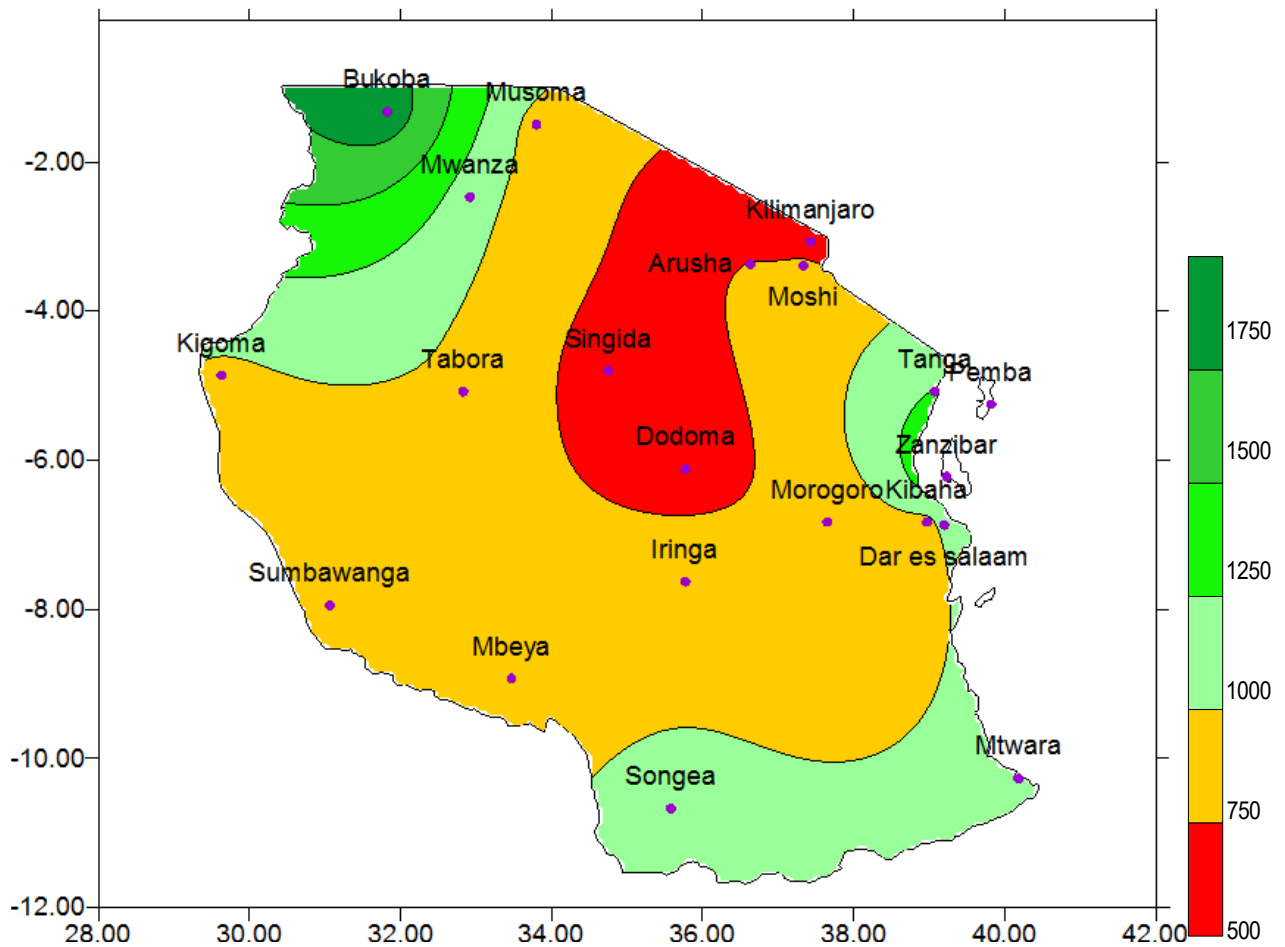 Bukoba
Musoma
-2.00
Mwanza
Kilimanjaro
Arusha
Moshi
-4.00
1750
Kigoma
Singida
Tabora
Tanga
Pemba
Dodoma
Zanzibar
1500
-6.00
Morogoro
Kibaha
Iringa
Dar es salaam
1250
Sumbawanga
-8.00
Mbeya
1000
Mtwara
-10.00
Songea
750
-12.00
500
28.00 30.00 32.00 34.00 36.00 38.00 40.00 42.00